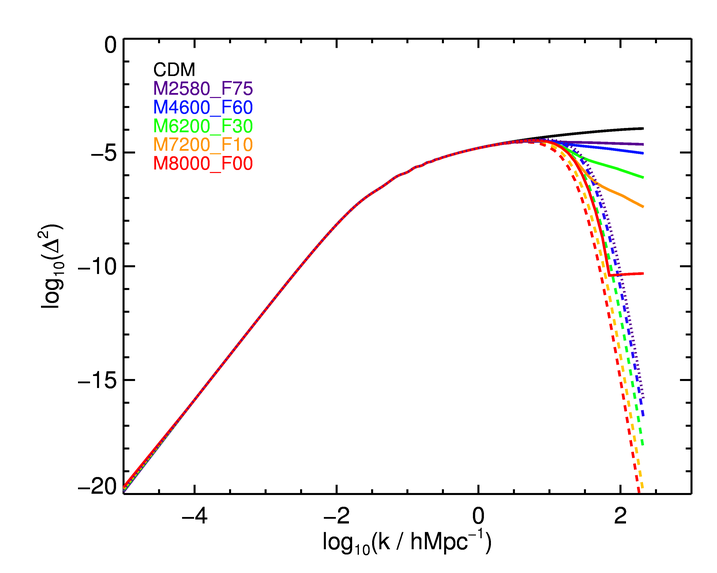 0
CDM
M2580_F75
M4600_F60
M6200_F30
M7200_F10
M8000_F00
−5
log₁₀(Δ²)
−10
−15
−20
−4 −2 0 2
log₁₀(k / hMpc⁻¹)